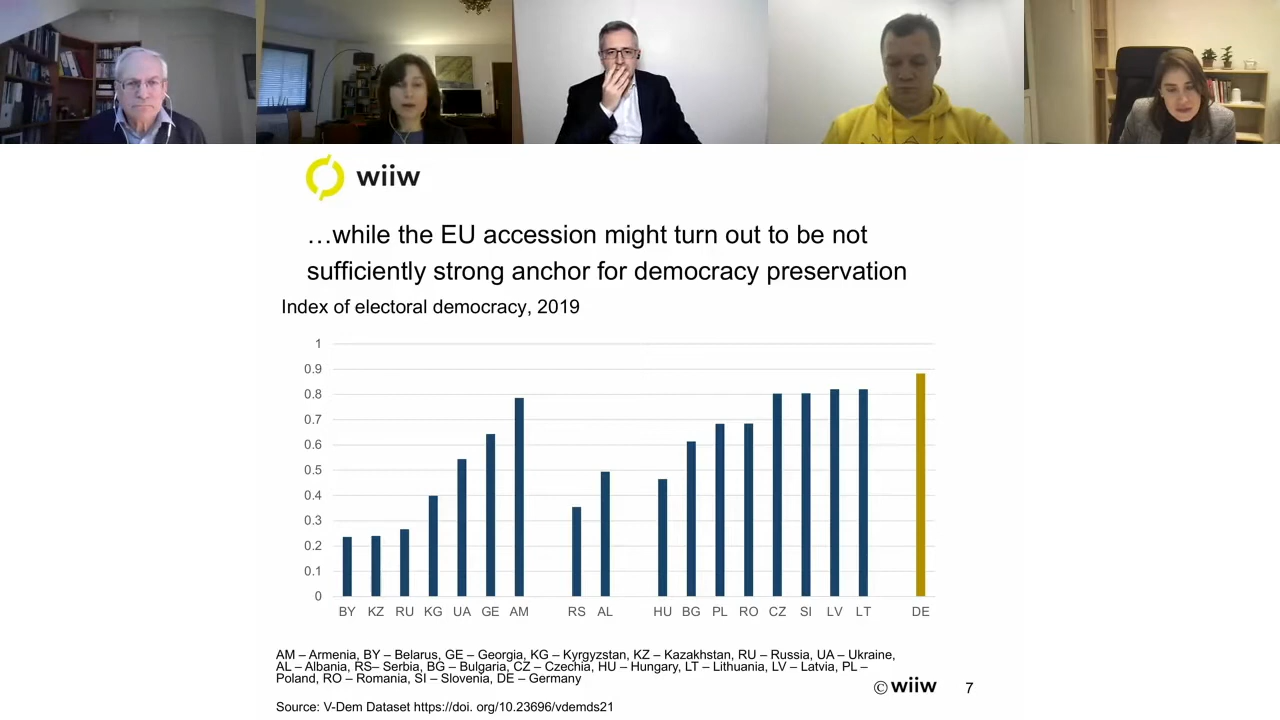 wiiw
…while the EU accession might turn out to be not
sufficiently strong anchor for democracy preservation
Index of electoral democracy, 2019
1
0.9
0.8
0.7
0.6
0.5
0.4
0.3
0.2
0.1
0
BY KZ RU KG UA GE AM RS AL HU BG PL RO CZ SI LV LT DE
AM – Armenia, BY – Belarus, GE – Georgia, KG – Kyrgyzstan, KZ – Kazakhstan, RU – Russia, UA – Ukraine,
AL – Albania, RS– Serbia, BG – Bulgaria, CZ – Czechia, HU – Hungary, LT – Lithuania, LV – Latvia, PL –
Poland, RO – Romania, SI – Slovenia, DE – Germany
© wiiw 7
Source: V-Dem Dataset https://doi. org/10.23696/vdemds21